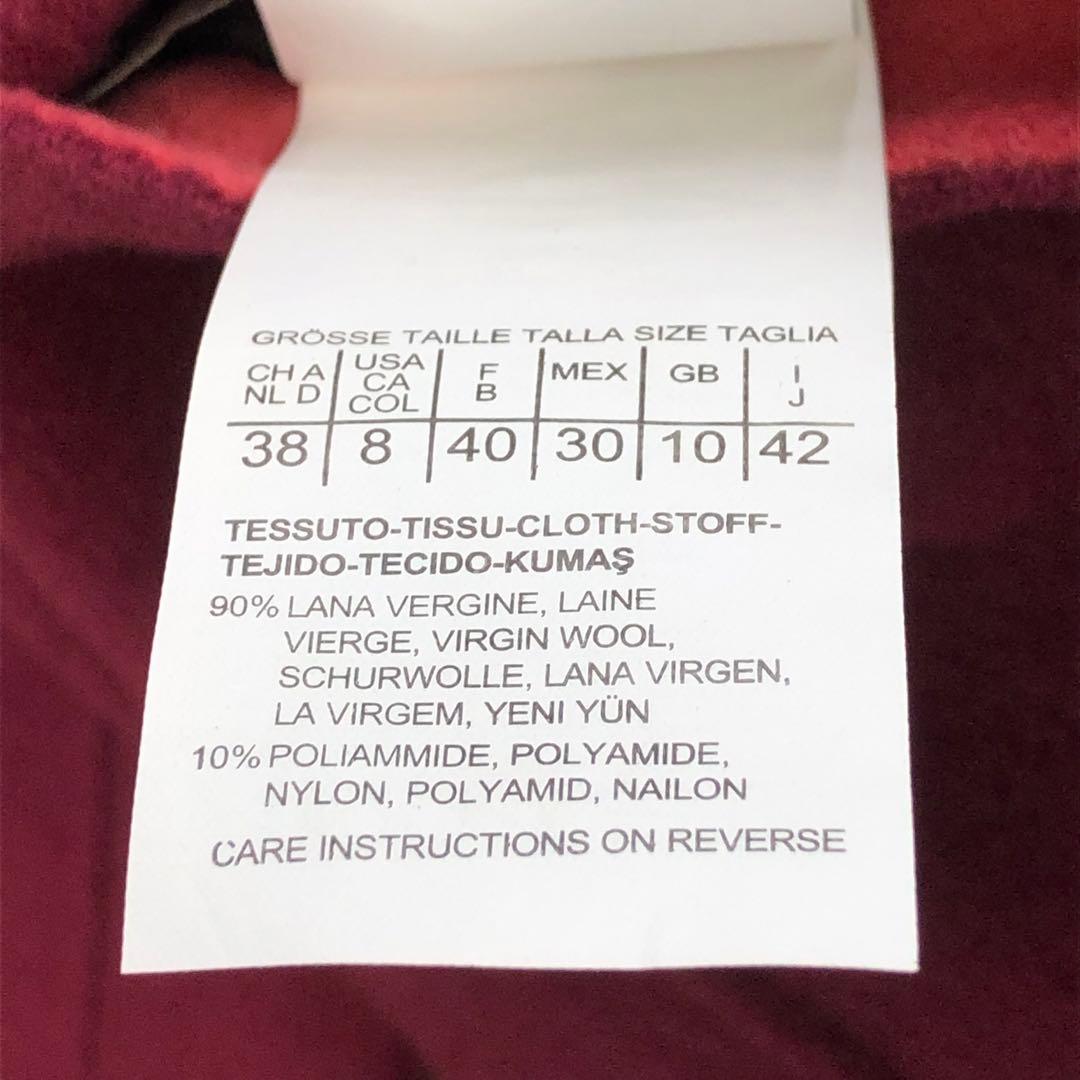 GRÖSSE TAILLE TALLA SIZE TAGLIA
CH A NL D USA CA COL F B MEX GB I J
38 8 40 30 10 42
TESSUTO-TISSU-CLOTH-STOFF-
TEJIDO-TECIDO-KUMAŞ
90% LANA VERGINE, LAINE
VIERGE, VIRGIN WOOL,
SCHURWOLLE, LANA VIRGEN,
LA VIRGEM, YENI YÜN
10% POLIAMMIDE, POLYAMIDE,
NYLON, POLYAMID, NAILON
CARE INSTRUCTIONS ON REVERSE